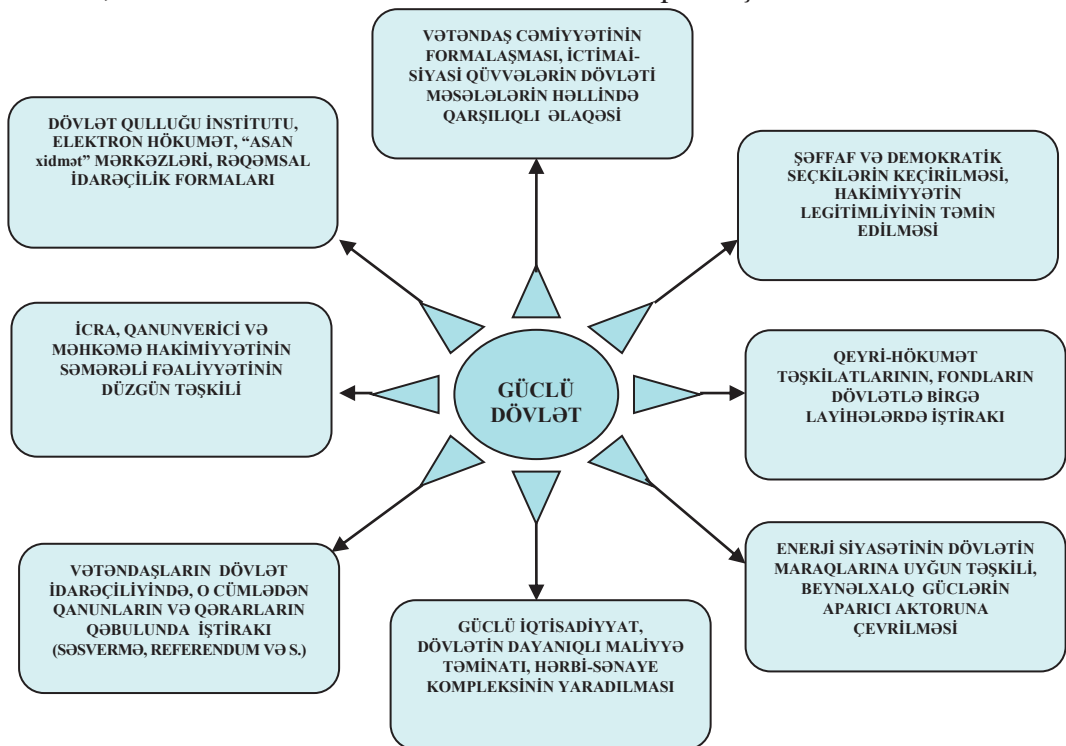 VƏTƏNDAŞ CƏMİYYƏTİNİN
FORMALAŞMASI, İCTİMAİ-
SİYASİ QÜVVƏLƏRİN DÖVLƏTİ
MƏSƏLƏLƏRİN HƏLLİNDƏ
QARŞILIQLI ƏLAQƏSİ
DÖVLƏT QULLUĞU İNSTİTUTU,
ELEKTRON HÖKUMƏT, “ASAN
xidmət” MƏRKƏZLƏRİ, RƏQƏMSAL
İDARƏÇİLİK FORMALARI
ŞƏFFAF VƏ DEMOKRATİK
SEÇKİLƏRİN KEÇİRİLMƏSİ,
HAKİMİYYƏTİN
LEGİTİMLİYİNİN TƏMİN
EDİLMƏSİ
İCRA, QANUNVERİCİ VƏ
MƏHKƏMƏ HAKİMİYYƏTİNİN
SƏMƏRƏLİ FƏALİYYƏTİNİN
DÜZGÜN TƏŞKİLİ
GÜCLÜ
DÖVLƏT
QEYRİ-HÖKUMƏT
TƏŞKİLATLARININ, FONDLARIN
DÖVLƏTLƏ BİRGƏ
LAYİHƏLƏRDƏ İŞTİRAKI
VƏTƏNDAŞLARIN DÖVLƏT
İDARƏÇİLİYİNDƏ, O CÜMLƏDƏN
QANUNLARIN VƏ QƏRARLARIN
QƏBULUNDA İŞTİRAKI
(SƏSVERMƏ, REFERENDUM VƏ S.)
GÜCLÜ İQTİSADİYYAT,
DÖVLƏTİN DAYANIQLI MALİYYƏ
TƏMİNATI, HƏRBİ-SƏNAYE
KOMPLEKSİNİN YARADILMASI
ENERJİ SİYASƏTİNİN DÖVLƏTİN
MARAQLARINA UYĞUN TƏŞKİLİ,
BEYNƏLXALQ GÜCLƏRİN
APARICI AKTORUNA
ÇEVRİLMƏSİ